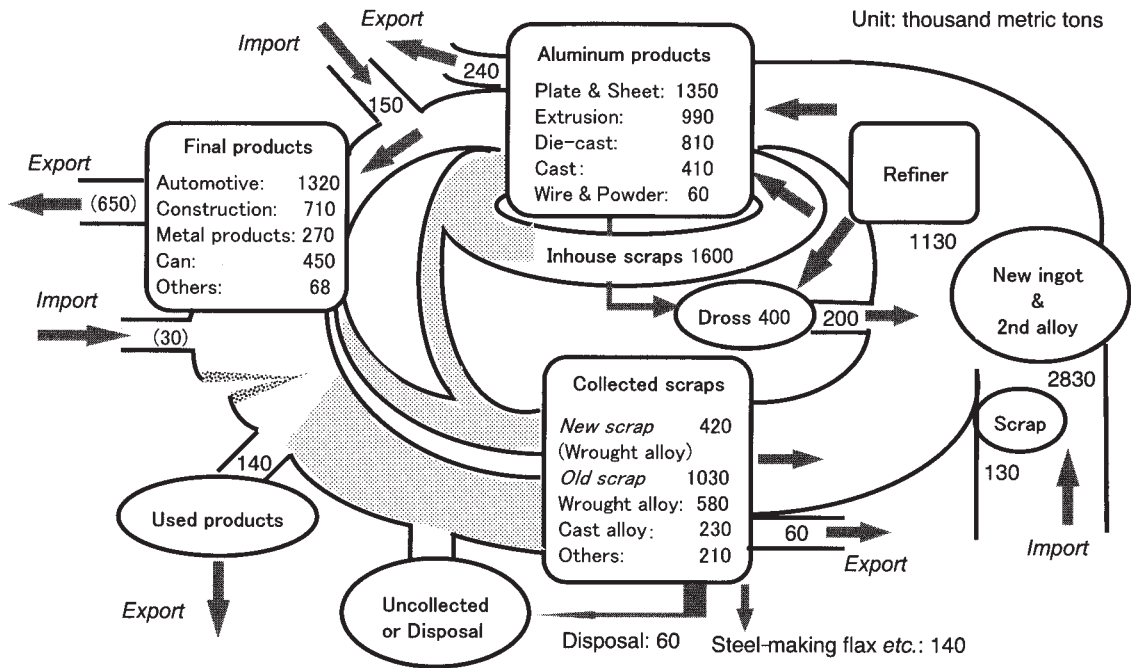 Unit: thousand metric tons
Export
Import
240
150
Aluminum products
Plate & Sheet: 1350
Extrusion: 990
Die-cast: 810
Cast: 410
Wire & Powder: 60
Final products
Automotive: 1320
Construction: 710
Metal products: 270
Can: 450
Others: 68
Export
(650)
Import
(30)
Refiner
1130
Inhouse scraps 1600
New ingot
&
2nd alloy
Dross 400
200
2830
Collected scraps
New scrap 420
(Wrought alloy)
Old scrap 1030
Wrought alloy: 580
Cast alloy: 230
Others: 210
Scrap
130
Import
140
Used products
Export
60
Export
Uncollected
or Disposal
Disposal: 60
Steel-making flax etc.: 140